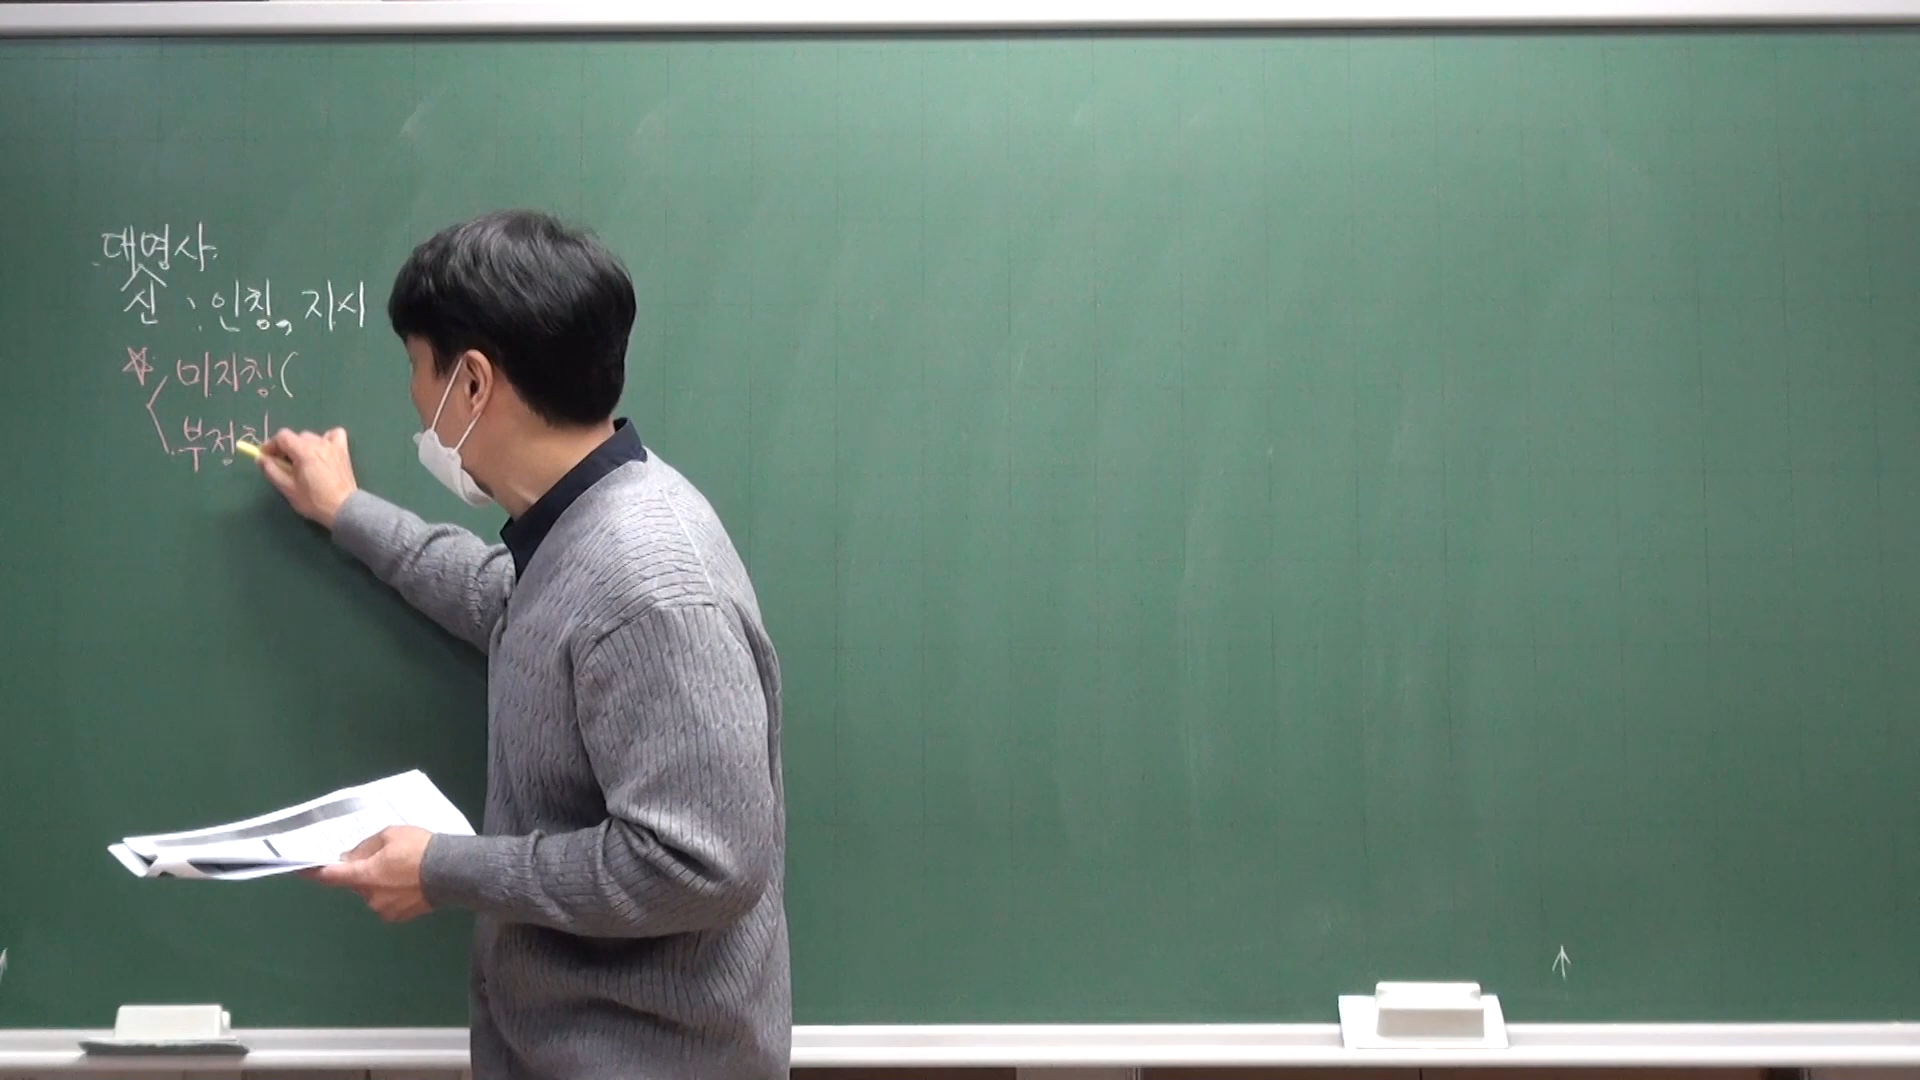 대명사
신 : 인칭, 지시
☆ 미지칭(
부정칭